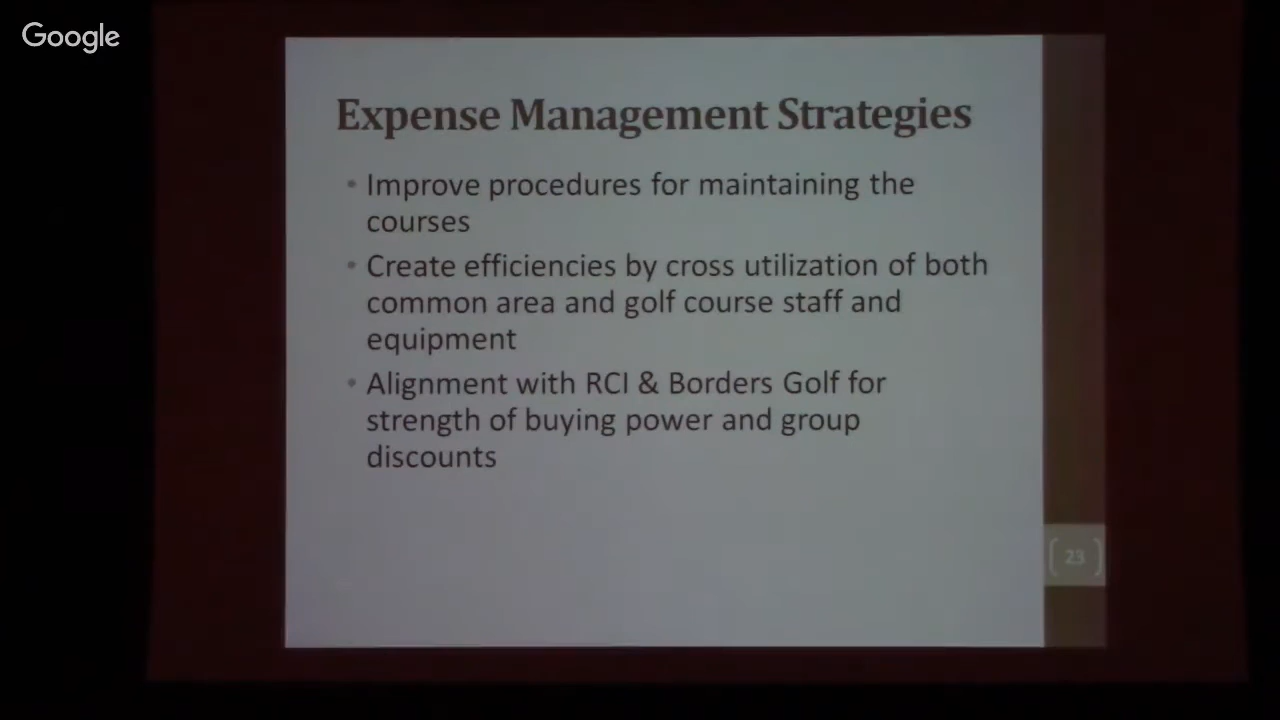 Google
Expense Management Strategies
• Improve procedures for maintaining the
courses
• Create efficiencies by cross utilization of both
common area and golf course staff and
equipment
• Alignment with RCI & Borders Golf for
strength of buying power and group
discounts
23